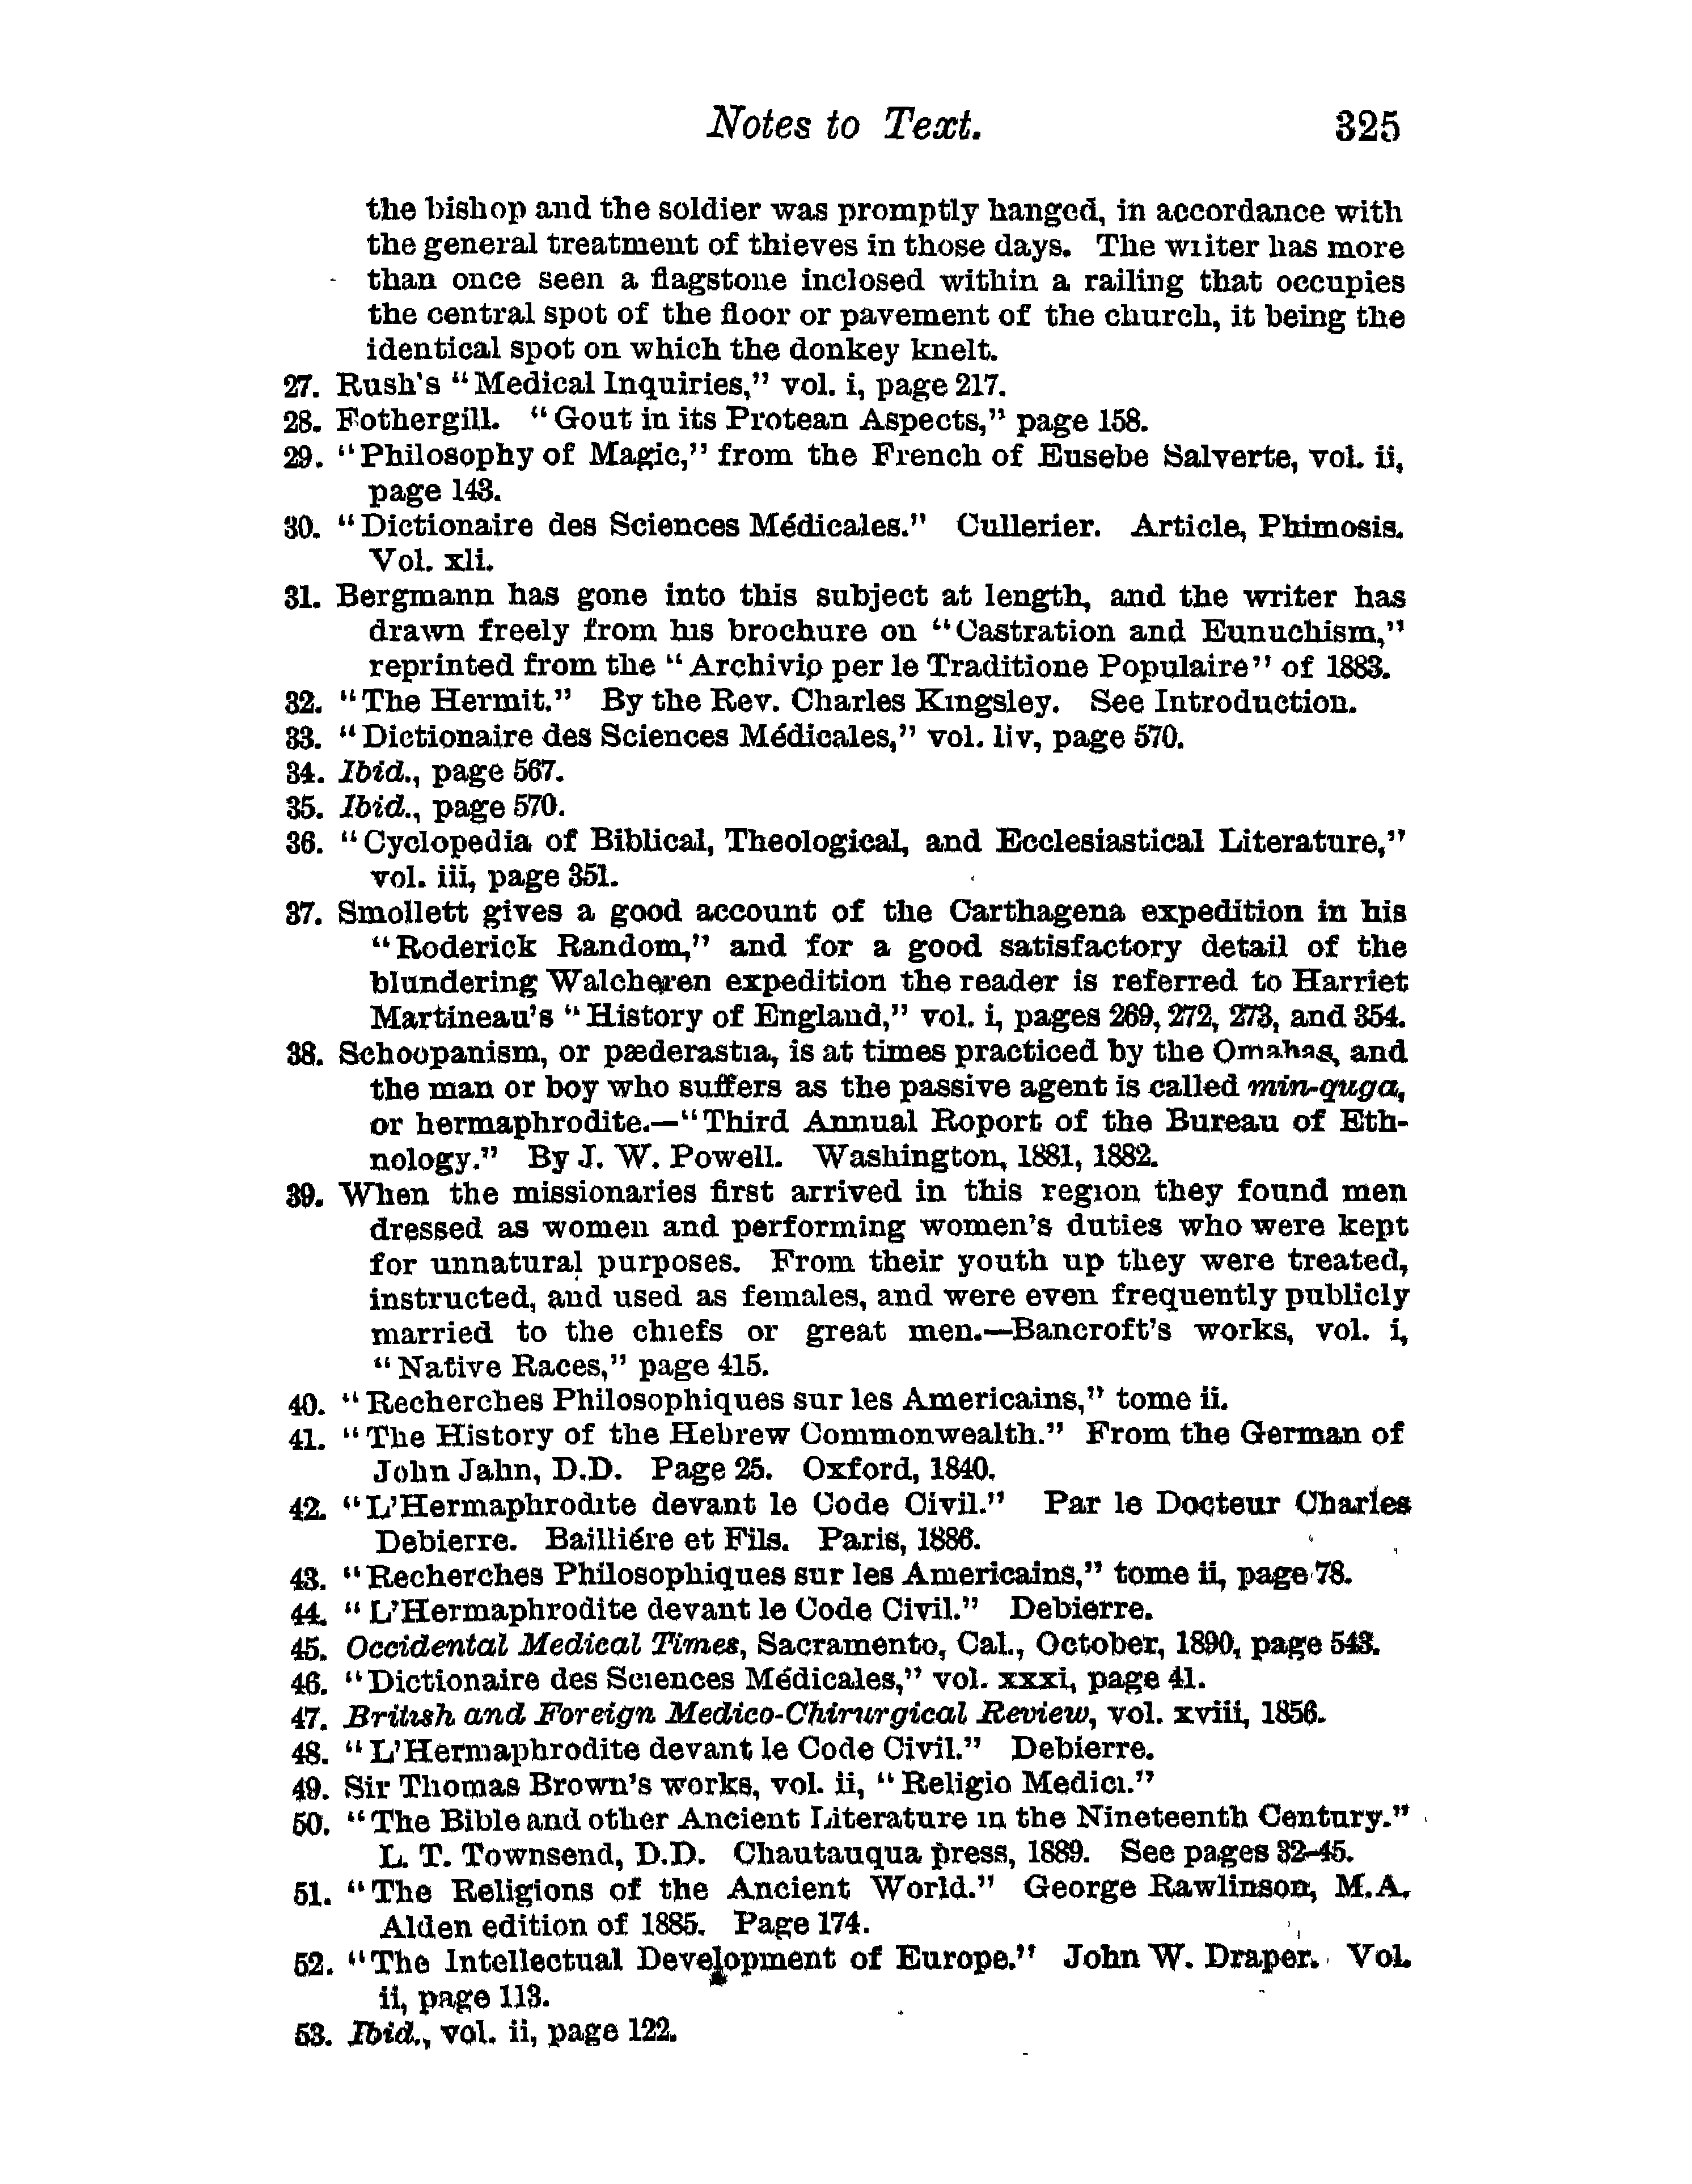 Notes to Text. 325
the bishop and the soldier was promptly hanged, in accordance with
the general treatment of thieves in those days. The writer has more
than once seen a flagstone inclosed within a railing that occupies
the central spot of the floor or pavement of the church, it being the
identical spot on which the donkey knelt.
27. Rush's "Medical Inquiries," vol. i, page 217.
28. Fothergill. "Gout in its Protean Aspects," page 158.
29. "Philosophy of Magic," from the French of Eusebe Salverte, vol. ii,
page 143.
30. "Dictionaire des Sciences Médicales." Cullerier. Article, Phimosis.
Vol. xli.
31. Bergmann has gone into this subject at length, and the writer has
drawn freely from his brochure on "Castration and Eunuchism,"
reprinted from the "Archivio per le Traditione Populaire" of 1883.
32. "The Hermit." By the Rev. Charles Kingsley. See Introduction.
33. "Dictionaire des Sciences Médicales," vol. liv, page 570.
34. Ibid., page 567.
35. Ibid., page 570.
36. "Cyclopedia of Biblical, Theological, and Ecclesiastical Literature,"
vol. iii, page 351.
37. Smollett gives a good account of the Carthagena expedition in his
"Roderick Random," and for a good satisfactory detail of the
blundering Walcheren expedition the reader is referred to Harriet
Martineau's "History of England," vol. i, pages 269, 272, 273, and 354.
38. Schoopanism, or pæderastia, is at times practiced by the Omahas, and
the man or boy who suffers as the passive agent is called min-quga,
or hermaphrodite.—"Third Annual Roport of the Bureau of Eth-
nology." By J. W. Powell. Washington, 1881, 1882.
39. When the missionaries first arrived in this region they found men
dressed as women and performing women's duties who were kept
for unnatural purposes. From their youth up they were treated,
instructed, and used as females, and were even frequently publicly
married to the chiefs or great men.—Bancroft's works, vol. i,
"Native Races," page 415.
40. "Recherches Philosophiques sur les Americains," tome ii.
41. "The History of the Hebrew Commonwealth." From the German of
John Jahn, D.D. Page 25. Oxford, 1840.
42. "L'Hermaphrodite devant le Code Civil." Par le Docteur Charles
Debierre. Bailliére et Fils. Paris, 1886.
43. "Recherches Philosophiques sur les Americains," tome ii, page 78.
44. "L'Hermaphrodite devant le Code Civil." Debierre.
45. Occidental Medical Times, Sacramento, Cal., October, 1890, page 543.
46. "Dictionaire des Sciences Médicales," vol. xxxi, page 41.
47. British and Foreign Medico-Chirurgical Review, vol. xviii, 1856.
48. "L'Hermaphrodite devant le Code Civil." Debierre.
49. Sir Thomas Brown's works, vol. ii, "Religio Medici."
50. "The Bible and other Ancient Literature in the Nineteenth Century."
L. T. Townsend, D.D. Chautauqua press, 1889. See pages 32–45.
51. "The Religions of the Ancient World." George Rawlinson, M.A.
Alden edition of 1885. Page 174.
52. "The Intellectual Development of Europe." John W. Draper. Vol.
ii, page 113.
53. Ibid., vol. ii, page 122.